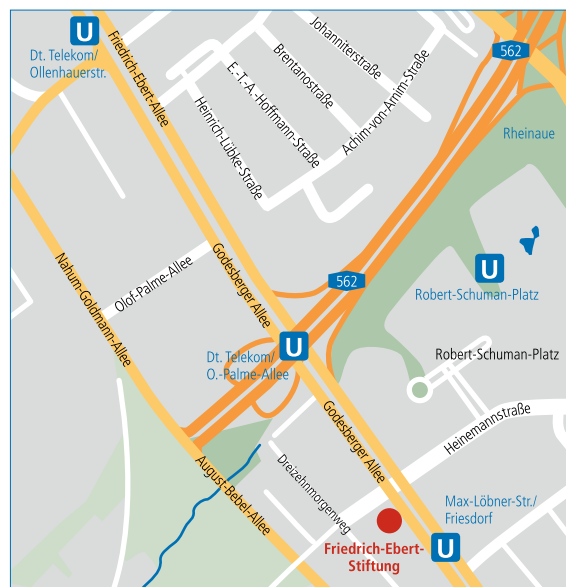 U
Dt. Telekom/
Ollenhauerstr.
Friedrich-Ebert-Allee
Johanniterstraße
Brentanostraße
E.-T.-A.-Hoffmann-Straße
Heinrich-Lübke-Straße
Achim-von-Arnim-Straße
562
Rheinaue
Nahum-Goldmann-Allee
Olof-Palme-Allee
Godesberger Allee
562
U
Robert-Schuman-Platz
U
Dt. Telekom/
O.-Palme-Allee
Robert-Schuman-Platz
Godesberger Allee
Heinemannstraße
August-Bebel-Allee
Dreizehnmorgenweg
Max-Löbner-Str./
Friesdorf
U
Friedrich-Ebert-
Stiftung